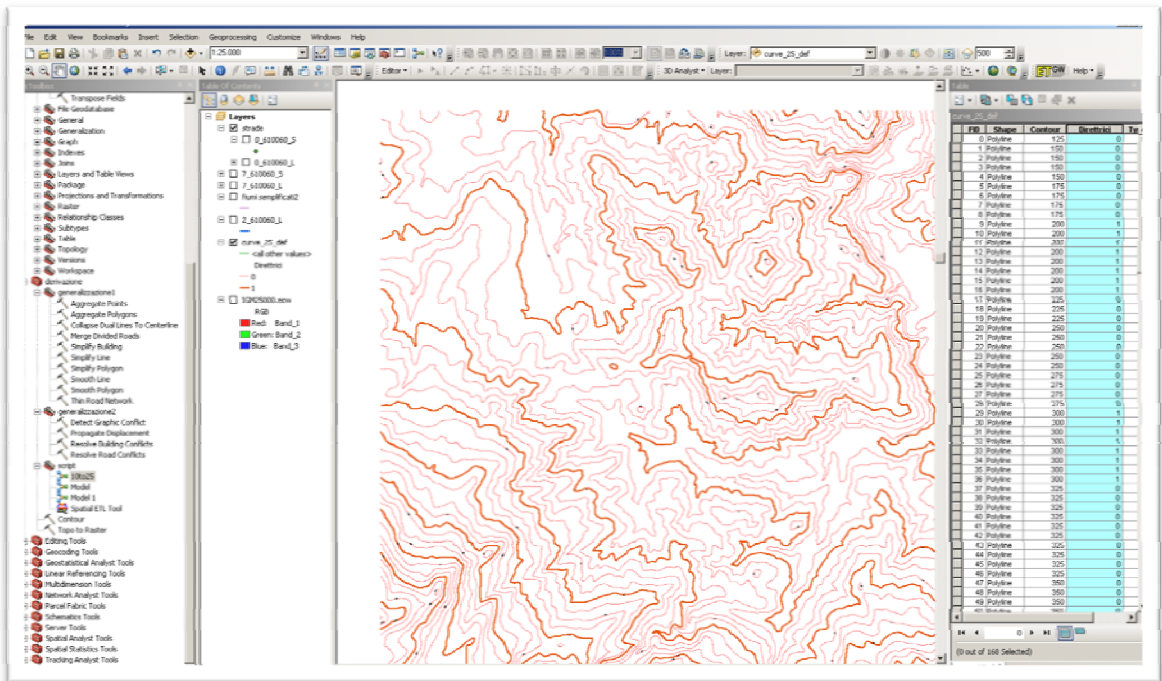 File Edit View Bookmarks Insert Selection Geoprocessing Customize Windows Help
1:25.000
Layer: curve_25_def 500
Editor 3D Analyst Layer: ET GW Help
Toolbox
Transpose Fields
File Geodatabase
General
Generalization
Graph
Indexes
Joins
Layers and Table Views
Package
Projections and Transformations
Raster
Relationship Classes
Subtypes
Table
Topology
Versions
Workspace
derivazione
generalizzazione1
Aggregate Points
Aggregate Polygons
Collapse Dual Lines To Centerline
Merge Divided Roads
Simplify Building
Simplify Line
Simplify Polygon
Smooth Line
Smooth Polygon
Thin Road Network
generalizzazione2
Detect Graphic Conflict
Propagate Displacement
Resolve Building Conflicts
Resolve Road Conflicts
script
10to25
Model
Model 1
Spatial ETL Tool
Contour
Topo to Raster
Editing Tools
Geocoding Tools
Geostatistical Analyst Tools
Linear Referencing Tools
Multidimension Tools
Network Analyst Tools
Parcel Fabric Tools
Schematics Tools
Server Tools
Spatial Analyst Tools
Spatial Statistics Tools
Tracking Analyst Tools
Table Of Contents
Layers
strade
0_610060_S
0_610060_L
7_610060_S
7_610060_L
fiumi semplificati2
2_610060_L
curve_25_def
<all other values>
Direttrici
0
1
IGM25000.ecw
RGB
Red: Band_1
Green: Band_2
Blue: Band_3
Table
curve_25_def
FID Shape Contour Direttrici Ty
0 Polyline 125 0
1 Polyline 150 0
2 Polyline 150 0
3 Polyline 150 0
4 Polyline 150 0
5 Polyline 175 0
6 Polyline 175 0
7 Polyline 175 0
8 Polyline 175 0
9 Polyline 200 1
10 Polyline 200 1
11 Polyline 200 1
12 Polyline 200 1
13 Polyline 200 1
14 Polyline 200 1
15 Polyline 200 1
16 Polyline 200 1
17 Polyline 225 0
18 Polyline 225 0
19 Polyline 225 0
20 Polyline 250 0
21 Polyline 250 0
22 Polyline 250 0
23 Polyline 250 0
24 Polyline 250 0
25 Polyline 275 0
26 Polyline 275 0
27 Polyline 275 0
28 Polyline 275 0
29 Polyline 300 1
30 Polyline 300 1
31 Polyline 300 1
32 Polyline 300 1
33 Polyline 300 1
34 Polyline 300 1
35 Polyline 300 1
36 Polyline 300 1
37 Polyline 325 0
38 Polyline 325 0
39 Polyline 325 0
40 Polyline 325 0
41 Polyline 325 0
42 Polyline 325 0
43 Polyline 325 0
44 Polyline 325 0
45 Polyline 325 0
46 Polyline 325 0
47 Polyline 350 0
48 Polyline 350 0
49 Polyline 350 0
0
(0 out of 168 Selected)